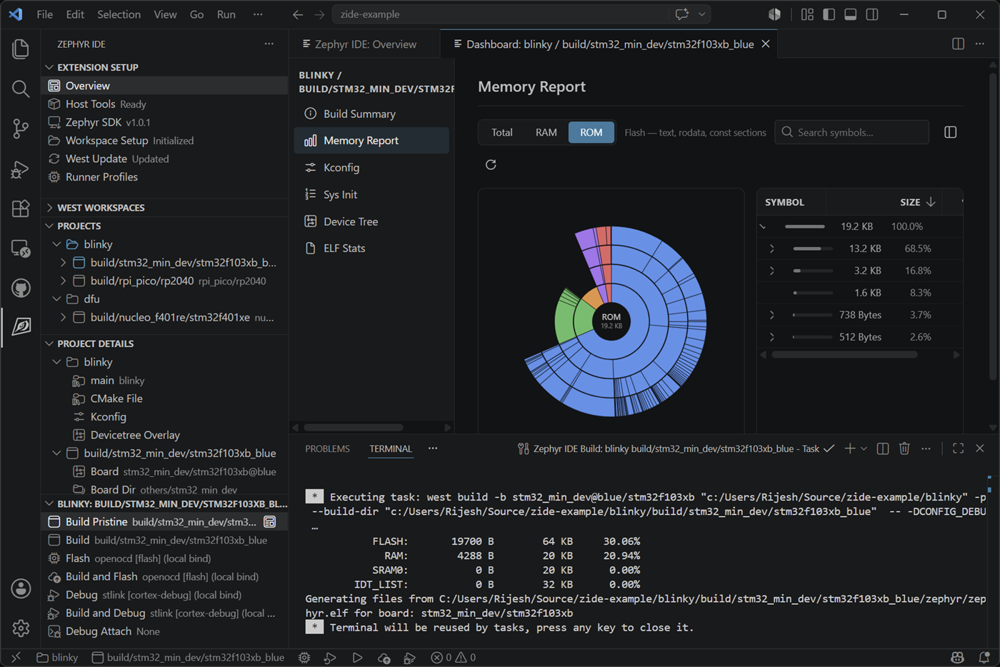 File Edit Selection View Go Run ···
zide-example
ZEPHYR IDE
EXTENSION SETUP
Overview
Host Tools Ready
Zephyr SDK v1.0.1
Workspace Setup Initialized
West Update Updated
Runner Profiles
WEST WORKSPACES
PROJECTS
blinky
build/stm32_min_dev/stm32f103xb_b...
build/rpi_pico/rp2040 rpi_pico/rp2040
dfu
build/nucleo_f401re/stm32f401xe nu...
PROJECT DETAILS
blinky
main blinky
CMake File
Kconfig
Devicetree Overlay
build/stm32_min_dev/stm32f103xb_blue
Board stm32_min_dev/stm32f103xb@blue
Board Dir others/stm32_min_dev
BLINKY: BUILD/STM32_MIN_DEV/STM32F103XB_BL...
Build Pristine build/stm32_min_dev/stm3...
Build build/stm32_min_dev/stm32f103xb_blue
Flash openocd [flash] (local bind)
Build and Flash openocd [flash] (local bind)
Debug stlink [cortex-debug] (local bind)
Build and Debug stlink [cortex-debug] (local ...
Debug Attach None
Zephyr IDE: Overview
Dashboard: blinky / build/stm32_min_dev/stm32f103xb_blue
BLINKY /
BUILD/STM32_MIN_DEV/STM32F
Build Summary
Memory Report
Kconfig
Sys Init
Device Tree
ELF Stats
Memory Report
Total RAM ROM Flash — text, rodata, const sections
Search symbols...
ROM
19.2 KB
SYMBOL SIZE
19.2 KB 100.0%
13.2 KB 68.5%
3.2 KB 16.8%
1.6 KB 8.3%
738 Bytes 3.7%
512 Bytes 2.6%
PROBLEMS TERMINAL ···
Zephyr IDE Build: blinky build/stm32_min_dev/stm32f103xb_blue - Task
* Executing task: west build -b stm32_min_dev@blue/stm32f103xb "c:/Users/Rijesh/Source/zide-example/blinky" -p
--build-dir "c:/Users/Rijesh/Source/zide-example/blinky/build/stm32_min_dev/stm32f103xb_blue" -- -DCONFIG_DEBU
…
FLASH: 19700 B 64 KB 30.06%
RAM: 4288 B 20 KB 20.94%
SRAM0: 0 B 20 KB 0.00%
IDT_LIST: 0 B 32 KB 0.00%
Generating files from C:/Users/Rijesh/Source/zide-example/blinky/build/stm32_min_dev/stm32f103xb_blue/zephyr/zep
hyr.elf for board: stm32_min_dev/stm32f103xb
* Terminal will be reused by tasks, press any key to close it.
blinky build/stm32_min_dev/stm32f103xb_blue 0 0